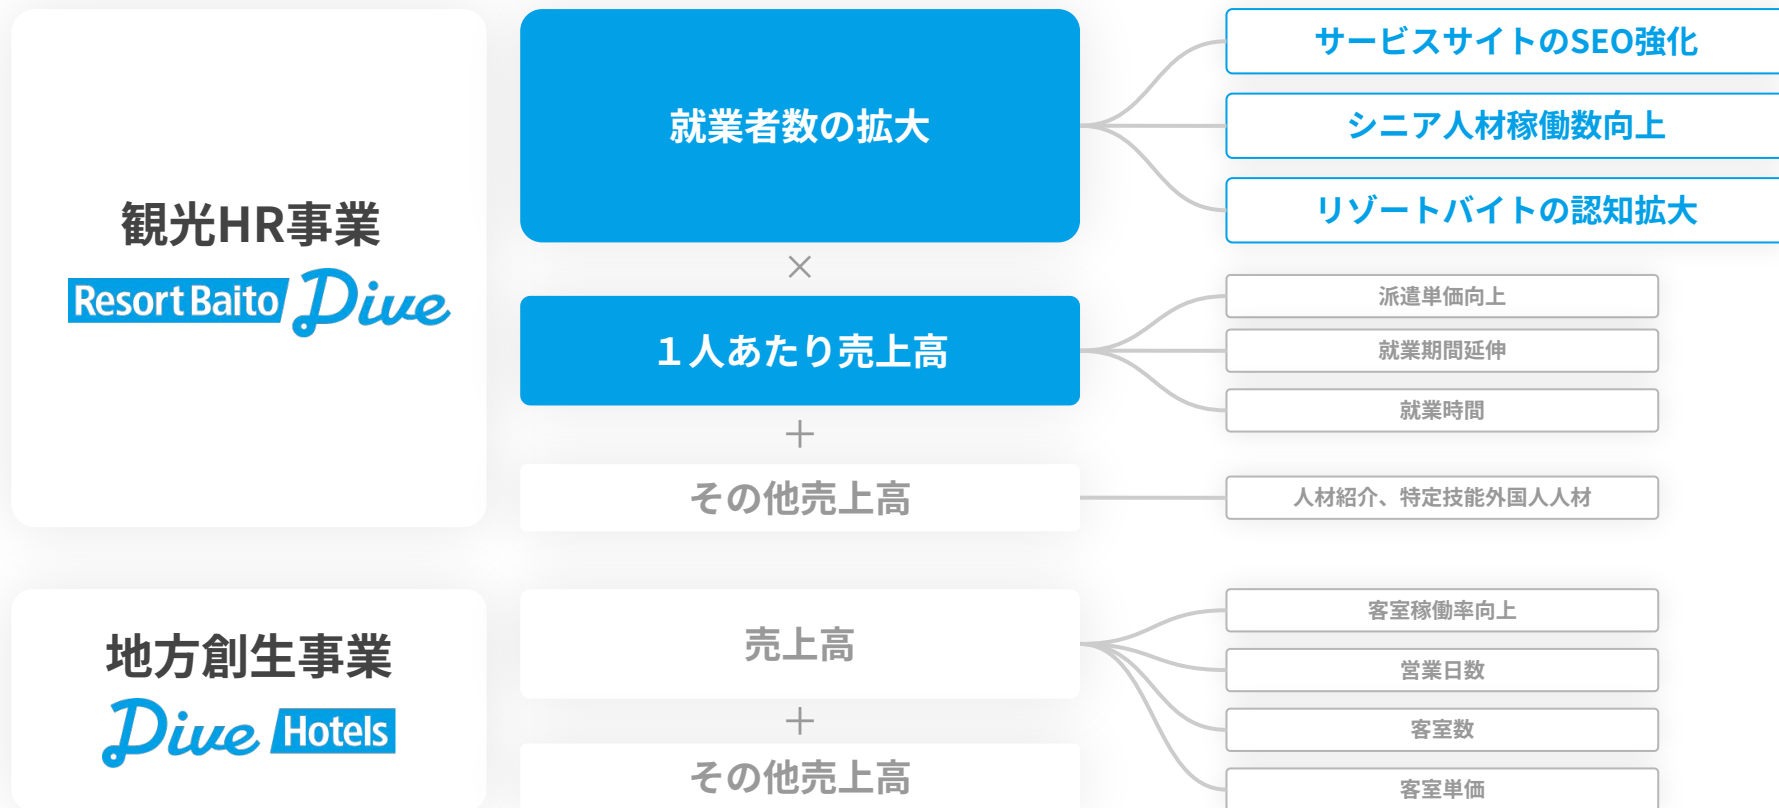 観光HR事業
Resort Baito Dive
就業者数の拡大
サービスサイトのSEO強化
シニア人材稼働数向上
リゾートバイトの認知拡大
×
１人あたり売上高
派遣単価向上
就業期間延伸
就業時間
＋
その他売上高
人材紹介、特定技能外国人人材
地方創生事業
Dive Hotels
売上高
客室稼働率向上
営業日数
客室数
客室単価
＋
その他売上高